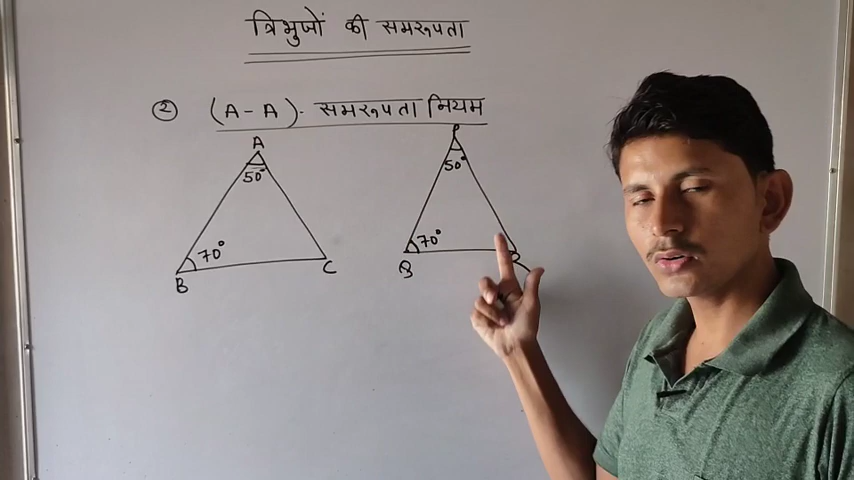 त्रिभुजों की समरूपता
② (A-A)- समरूपता नियम
A P
50° 50°
70° 70°
B C Q R